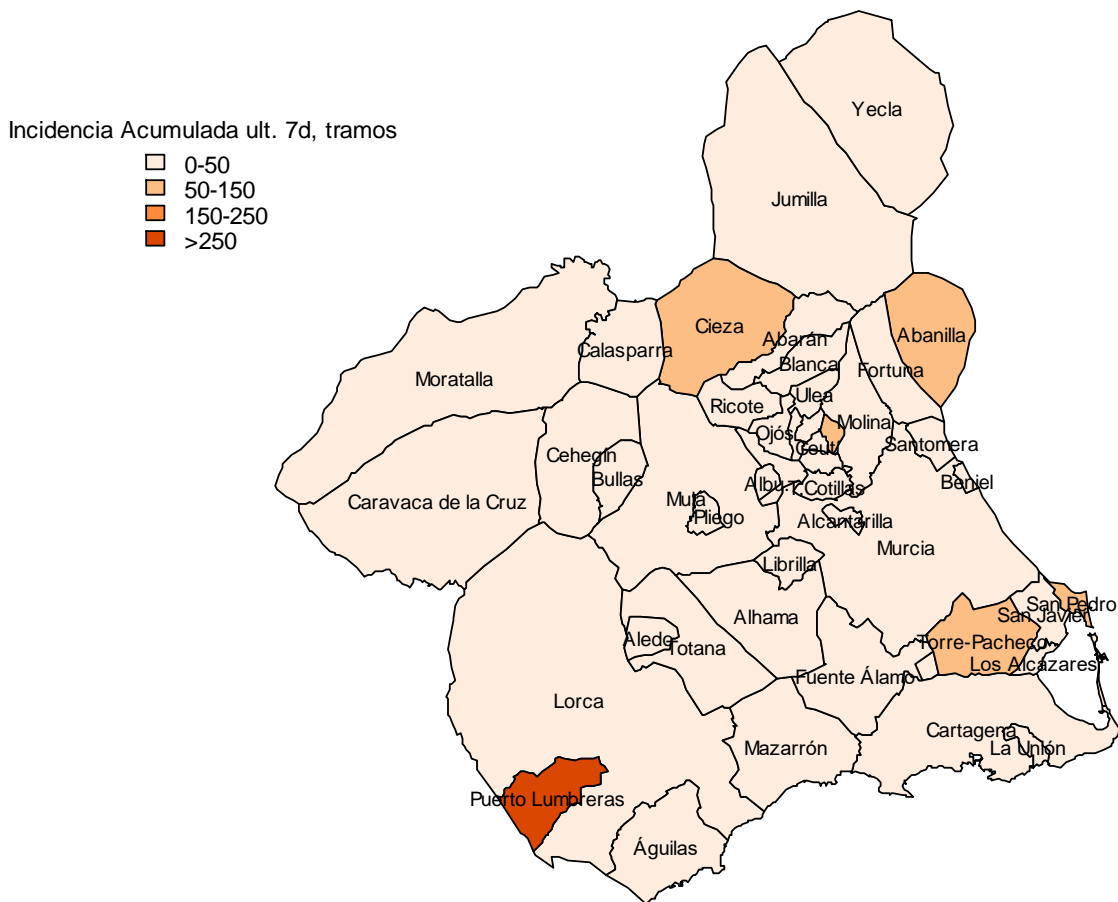 Incidencia Acumulada ult. 7d, tramos
0-50
50-150
150-250
>250
Yecla
Jumilla
Cieza
Abanilla
Abarán
Calasparra
Blanca
Fortuna
Moratalla
Ulea
Ricote
Molina
Ojós
Santomera
Ceutí
Cehegín
Bullas
Albu.
T.Cotillas
Beniel
Caravaca de la Cruz
Mula
Pliego
Alcantarilla
Murcia
Librilla
San Pedro
San Javier
Alhama
Aledo
Totana
Torre-Pacheco
Los Alcázares
Fuente Álamo
Lorca
Cartagena
La Unión
Mazarrón
Puerto Lumbreras
Águilas